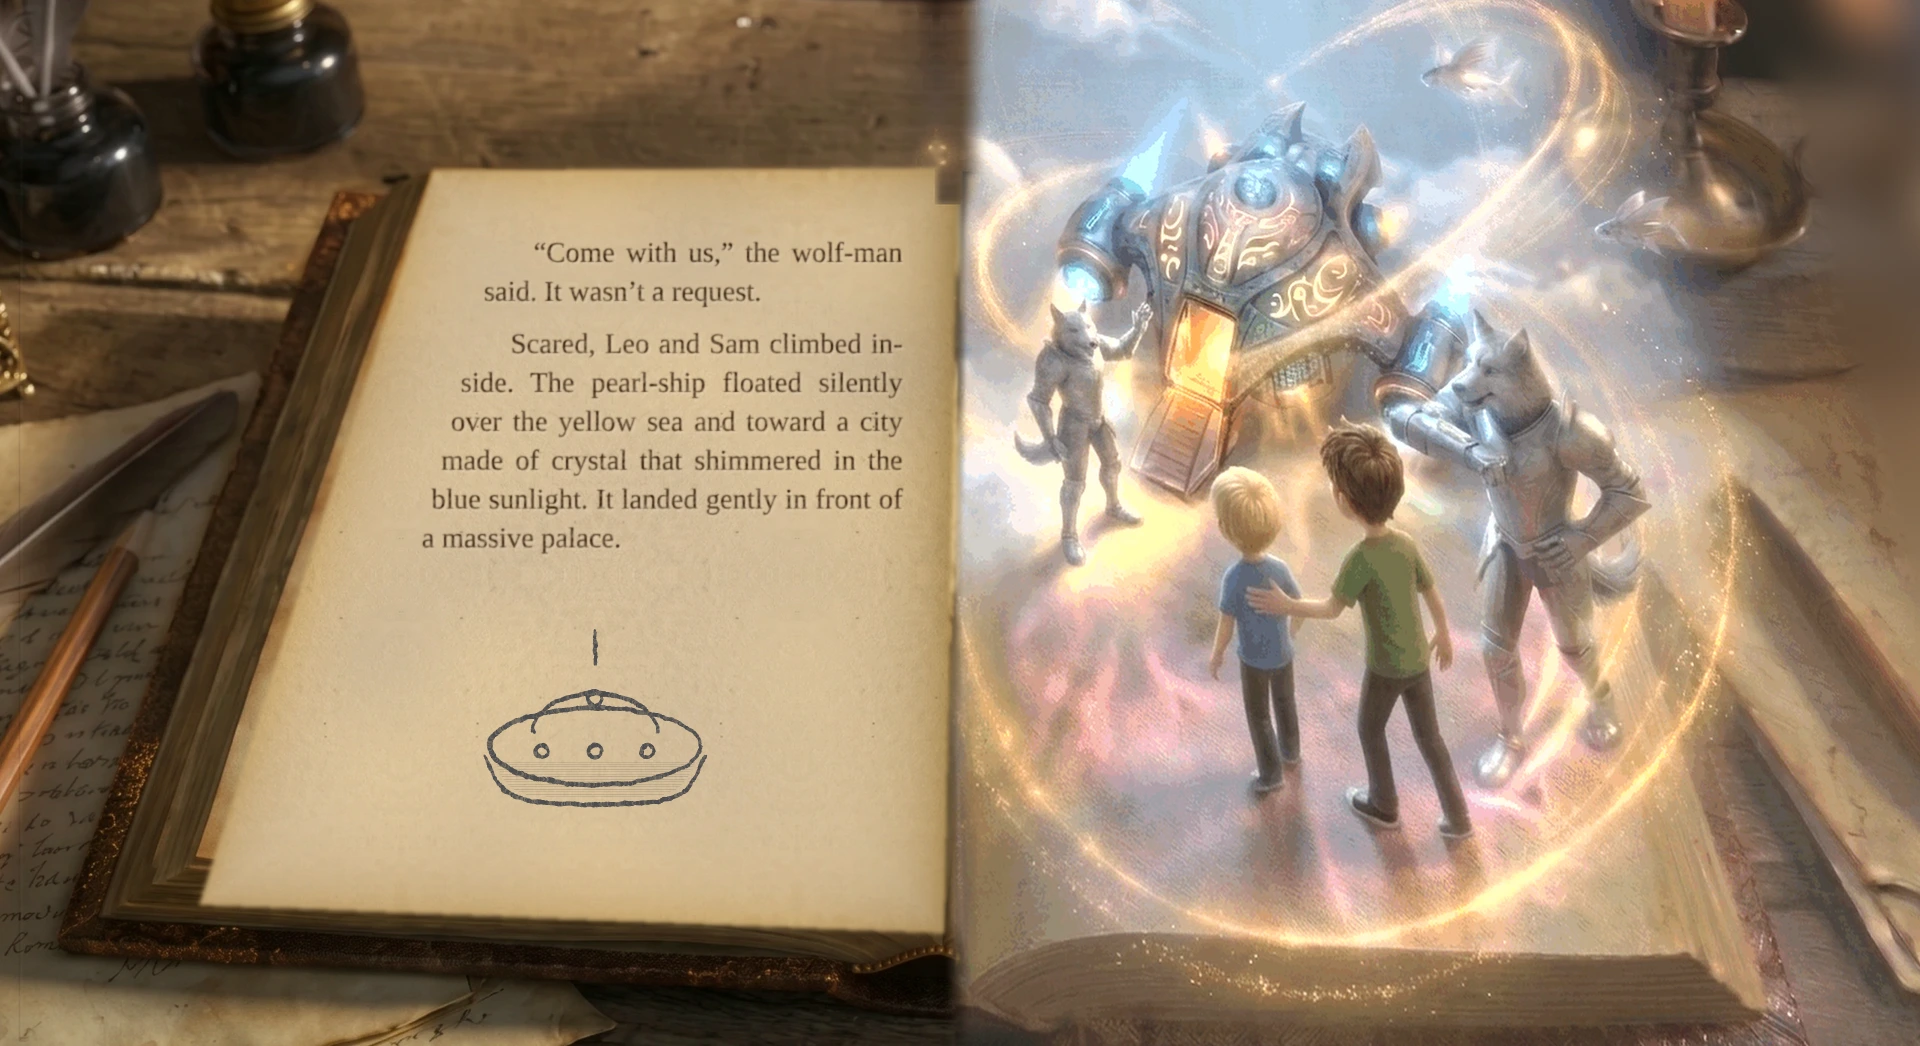 “Come with us,” the wolf-man
said. It wasn’t a request.
Scared, Leo and Sam climbed in-
side. The pearl-ship floated silently
over the yellow sea and toward a city
made of crystal that shimmered in the
blue sunlight. It landed gently in front of
a massive palace.